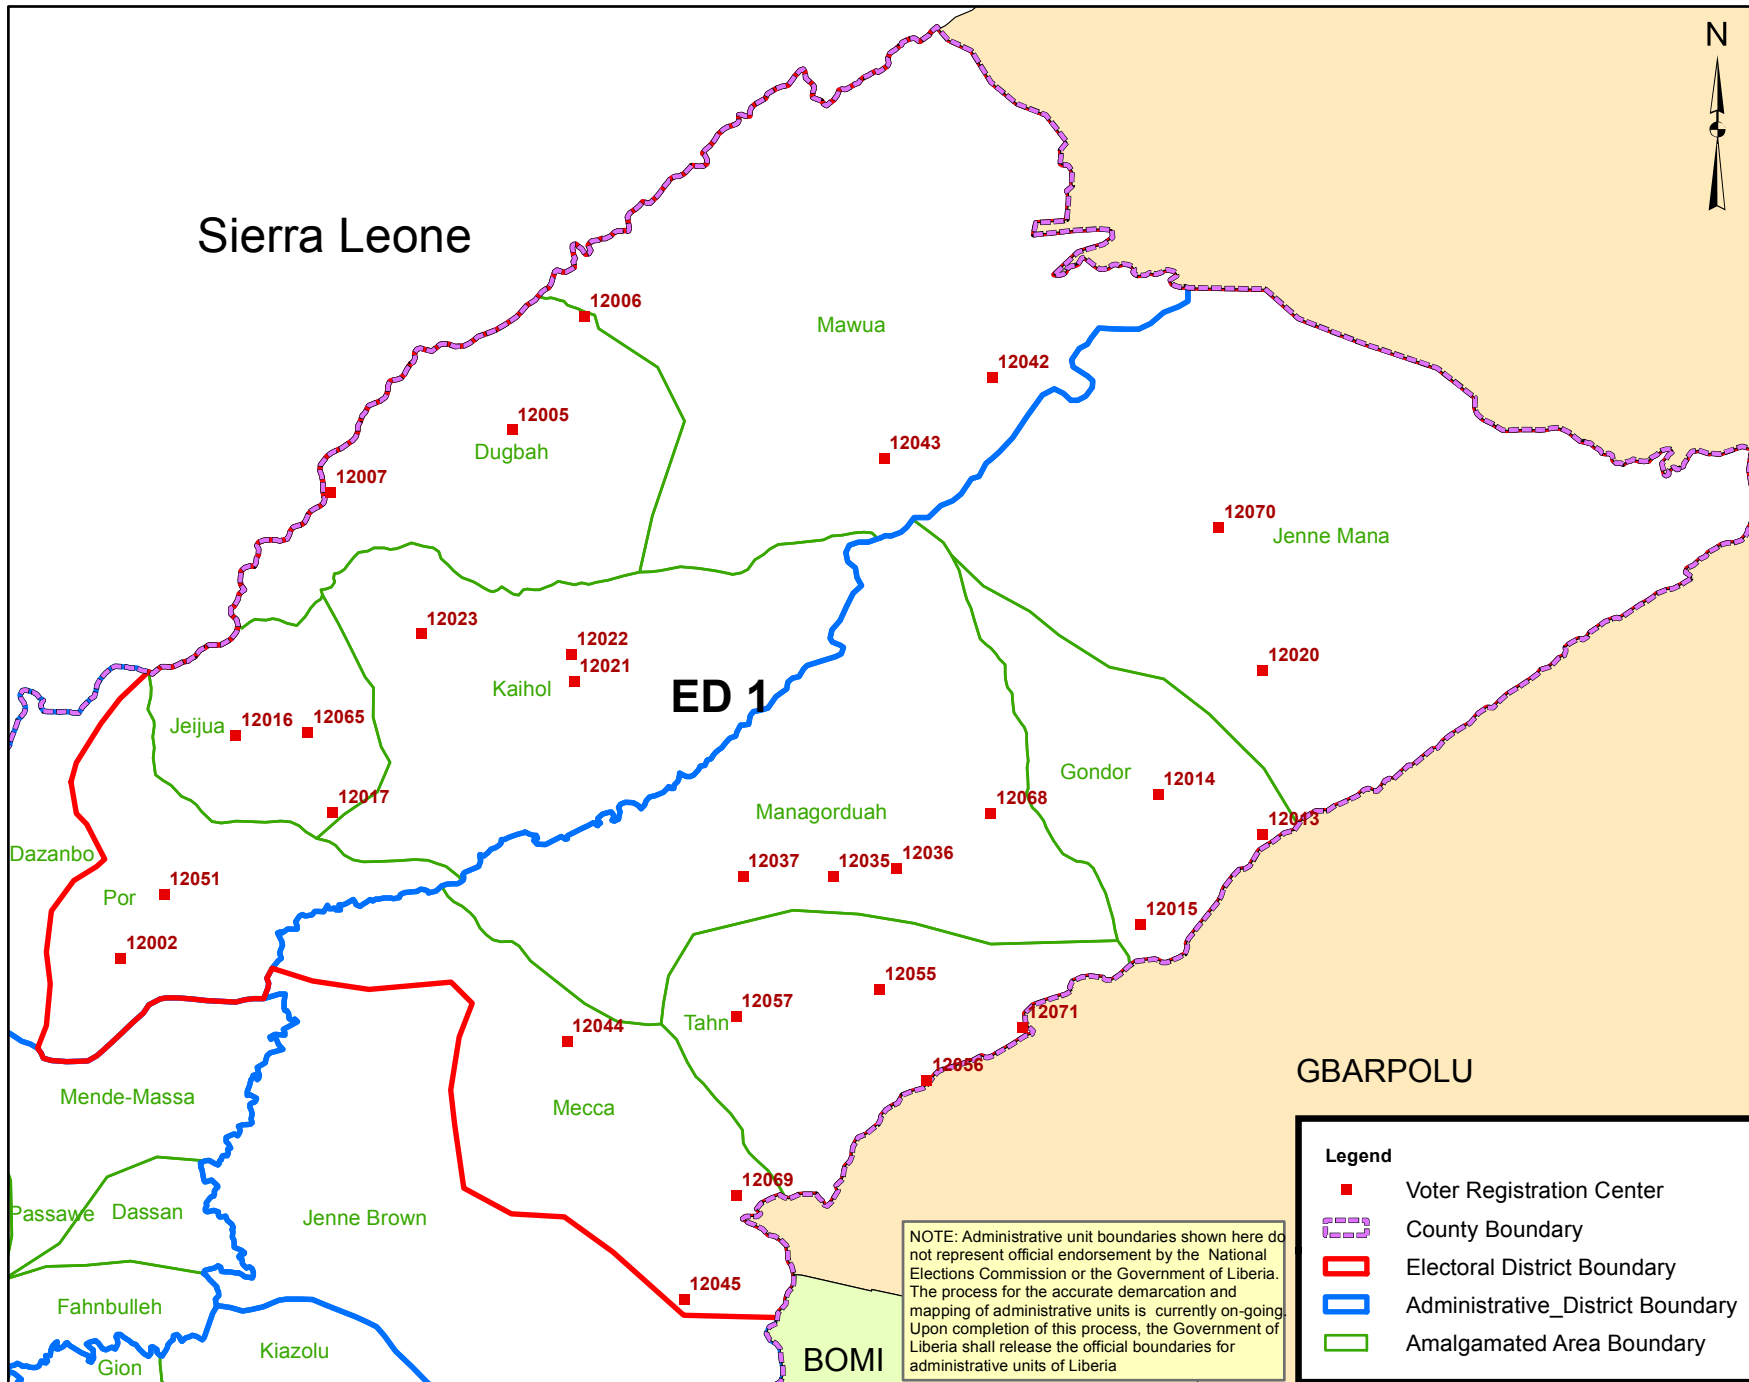 N
Sierra Leone
12006
Mawua
12042
12005
Dugbah
12043
12007
12070
Jenne Mana
12023
12022
12020
12021
Kaihol
ED 1
Jeijua
12016
12065
Gondor
12014
12017
Managorduah
12068
12013
Dazanbo
12037
12035
12036
12051
Por
12015
12002
12055
12057
Tahn
12044
12071
12056
GBARPOLU
Mende-Massa
Mecca
12069
Passawe
Dassan
Jenne Brown
12045
Fahnbulleh
Kiazolu
Gion
BOMI
NOTE: Administrative unit boundaries shown here do
not represent official endorsement by the National
Elections Commission or the Government of Liberia.
The process for the accurate demarcation and
mapping of administrative units is currently on-going.
Upon completion of this process, the Government of
Liberia shall release the official boundaries for
administrative units of Liberia
Legend
Voter Registration Center
County Boundary
Electoral District Boundary
Administrative_District Boundary
Amalgamated Area Boundary